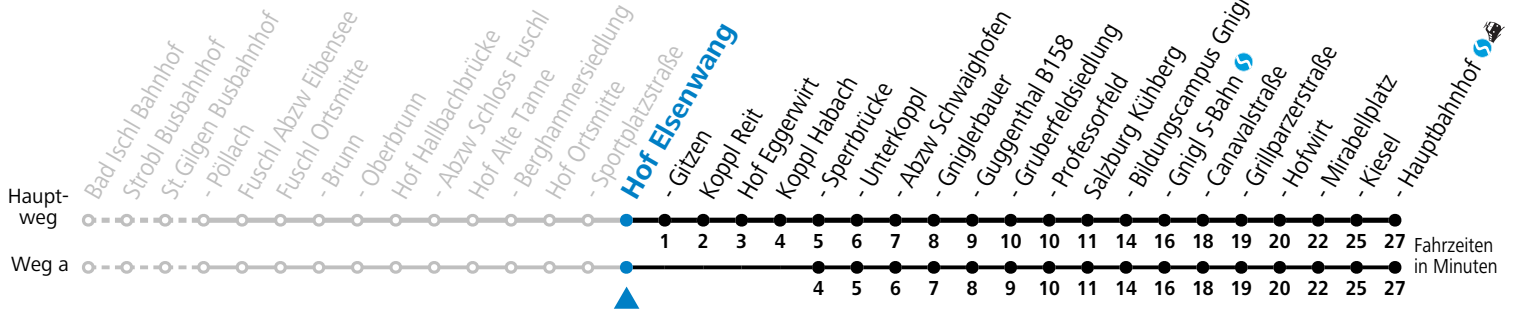 Bad Ischl Bahnhof
Strobl Busbahnhof
St.Gilgen Busbahnhof
- Pöllach
Fuschl Abzw Eibensee
Fuschl Ortsmitte
- Brunn
- Oberbrunn
Hof Hallbachbrücke
- Abzw Schloss Fuschl
Hof Alte Tanne
- Berghammersiedlung
Hof Ortsmitte
- Sportplatzstraße
Hof Elsenwang
- Gitzen
Koppl Reit
Hof Eggerwirt
Koppl Habach
- Sperrbrücke
- Unterkoppl
- Abzw Schwaighofen
- Gniglerbauer
- Guggenthal B158
- Gruberfeldsiedlung
- Professorfeld
Salzburg Kühberg
- Bildungscampus Gnigl
- Gnigl S-Bahn
- Canavalstraße
- Grillparzerstraße
- Hofwirt
- Mirabellplatz
- Kiesel
- Hauptbahnhof
Haupt-
weg
1 2 3 4 5 6 7 8 9 10 10 11 14 16 18 19 20 22 25 27
Weg a
4 5 6 7 8 9 10 11 14 16 18 19 20 22 25 27
Fahrzeiten
in Minuten